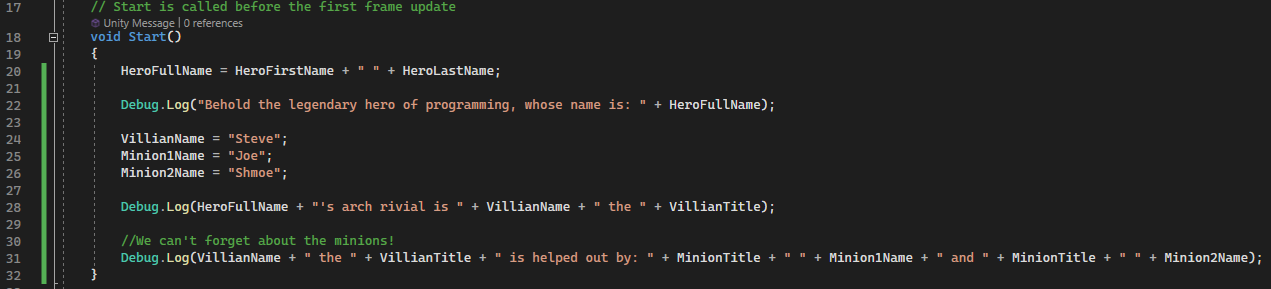 17 // Start is called before the first frame update
Unity Message | 0 references
18 void Start()
19 {
20 HeroFullName = HeroFirstName + " " + HeroLastName;
21
22 Debug.Log("Behold the legendary hero of programming, whose name is: " + HeroFullName);
23
24 VillianName = "Steve";
25 Minion1Name = "Joe";
26 Minion2Name = "Shmoe";
27
28 Debug.Log(HeroFullName + "'s arch rivial is " + VillianName + " the " + VillianTitle);
29
30 //We can't forget about the minions!
31 Debug.Log(VillianName + " the " + VillianTitle + " is helped out by: " + MinionTitle + " " + Minion1Name + " and " + MinionTitle + " " + Minion2Name);
32 }